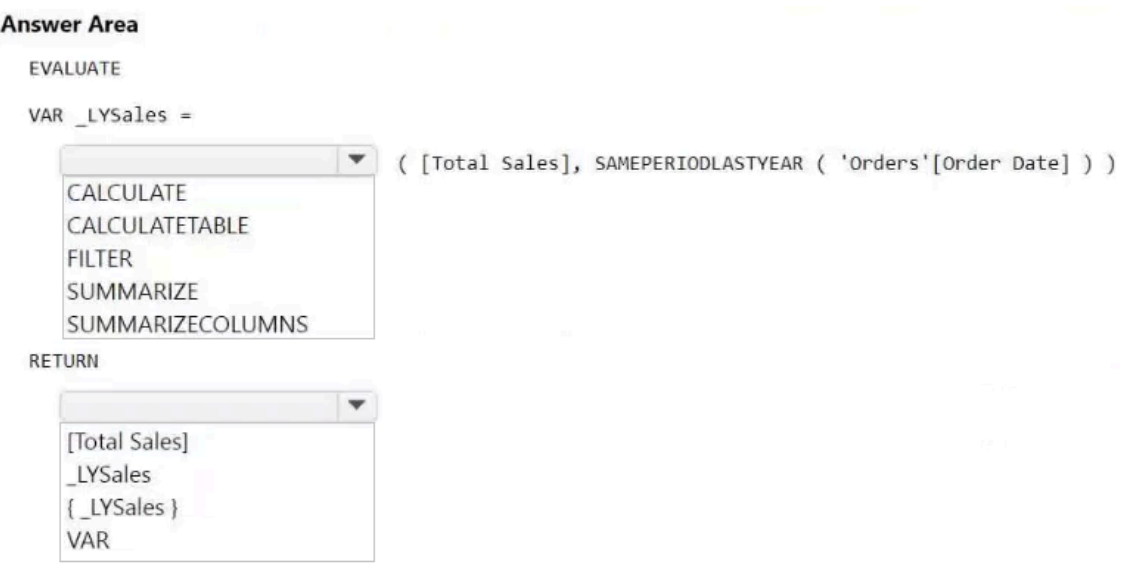 Answer Area
EVALUATE
VAR _LYSales =
( [Total Sales], SAMEPERIODLASTYEAR ( 'Orders'[Order Date] ) )
CALCULATE
CALCULATETABLE
FILTER
SUMMARIZE
SUMMARIZECOLUMNS
RETURN
[Total Sales]
_LYSales
{ _LYSales }
VAR